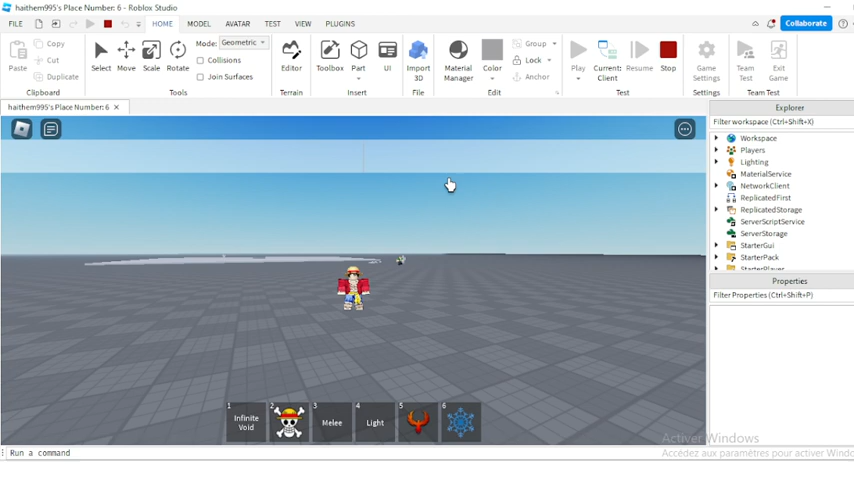 haithem995's Place Number: 6 - Roblox Studio
FILE HOME MODEL AVATAR TEST VIEW PLUGINS Collaborate
Copy
Cut
Duplicate
Paste
Clipboard
Select Move Scale Rotate
Mode: Geometric
Collisions
Join Surfaces
Tools
Editor
Terrain
Toolbox Part UI
Insert
Import
3D
File
Material
Manager
Color
Group
Lock
Anchor
Edit
Play
Current:
Client
Resume Stop
Test
Game
Settings
Settings
Team
Test
Exit
Game
Team Test
haithem995's Place Number: 6
Explorer
Filter workspace (Ctrl+Shift+X)
Workspace
Players
Lighting
MaterialService
NetworkClient
ReplicatedFirst
ReplicatedStorage
ServerScriptService
ServerStorage
StarterGui
StarterPack
StarterPlayer
Properties
Filter Properties (Ctrl+Shift+P)
1 2 3 4 5 6
Infinite
Void
Melee
Light
Activer Windows
Accédez aux paramètres pour activer Windo
Run a command